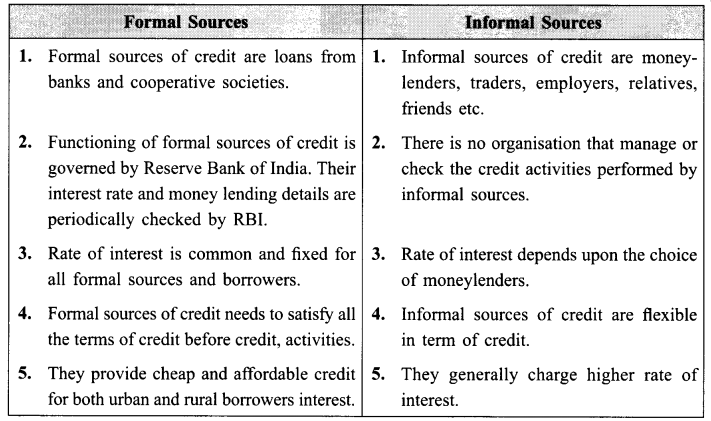 Formal Sources
Informal Sources
1. Formal sources of credit are loans from
banks and cooperative societies.
1. Informal sources of credit are money-
lenders, traders, employers, relatives,
friends etc.
2. Functioning of formal sources of credit is
governed by Reserve Bank of India. Their
interest rate and money lending details are
periodically checked by RBI.
2. There is no organisation that manage or
check the credit activities performed by
informal sources.
3. Rate of interest is common and fixed for
all formal sources and borrowers.
3. Rate of interest depends upon the choice
of moneylenders.
4. Formal sources of credit needs to satisfy all
the terms of credit before credit, activities.
4. Informal sources of credit are flexible
in term of credit.
5. They provide cheap and affordable credit
for both urban and rural borrowers interest.
5. They generally charge higher rate of
interest.